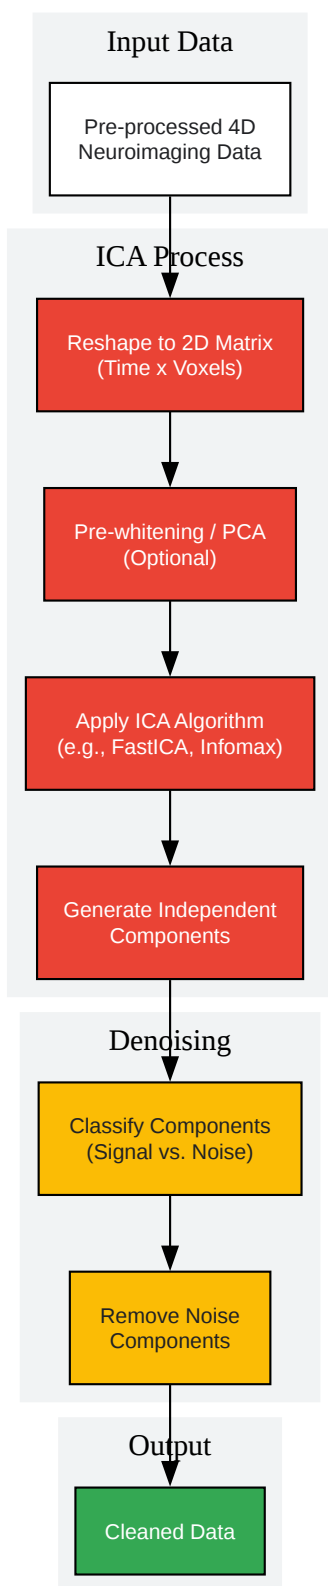 Input Data
Pre-processed 4D
Neuroimaging Data
ICA Process
Reshape to 2D Matrix
(Time x Voxels)
Pre-whitening / PCA
(Optional)
Apply ICA Algorithm
(e.g., FastICA, Infomax)
Generate Independent
Components
Denoising
Classify Components
(Signal vs. Noise)
Remove Noise
Components
Output
Cleaned Data